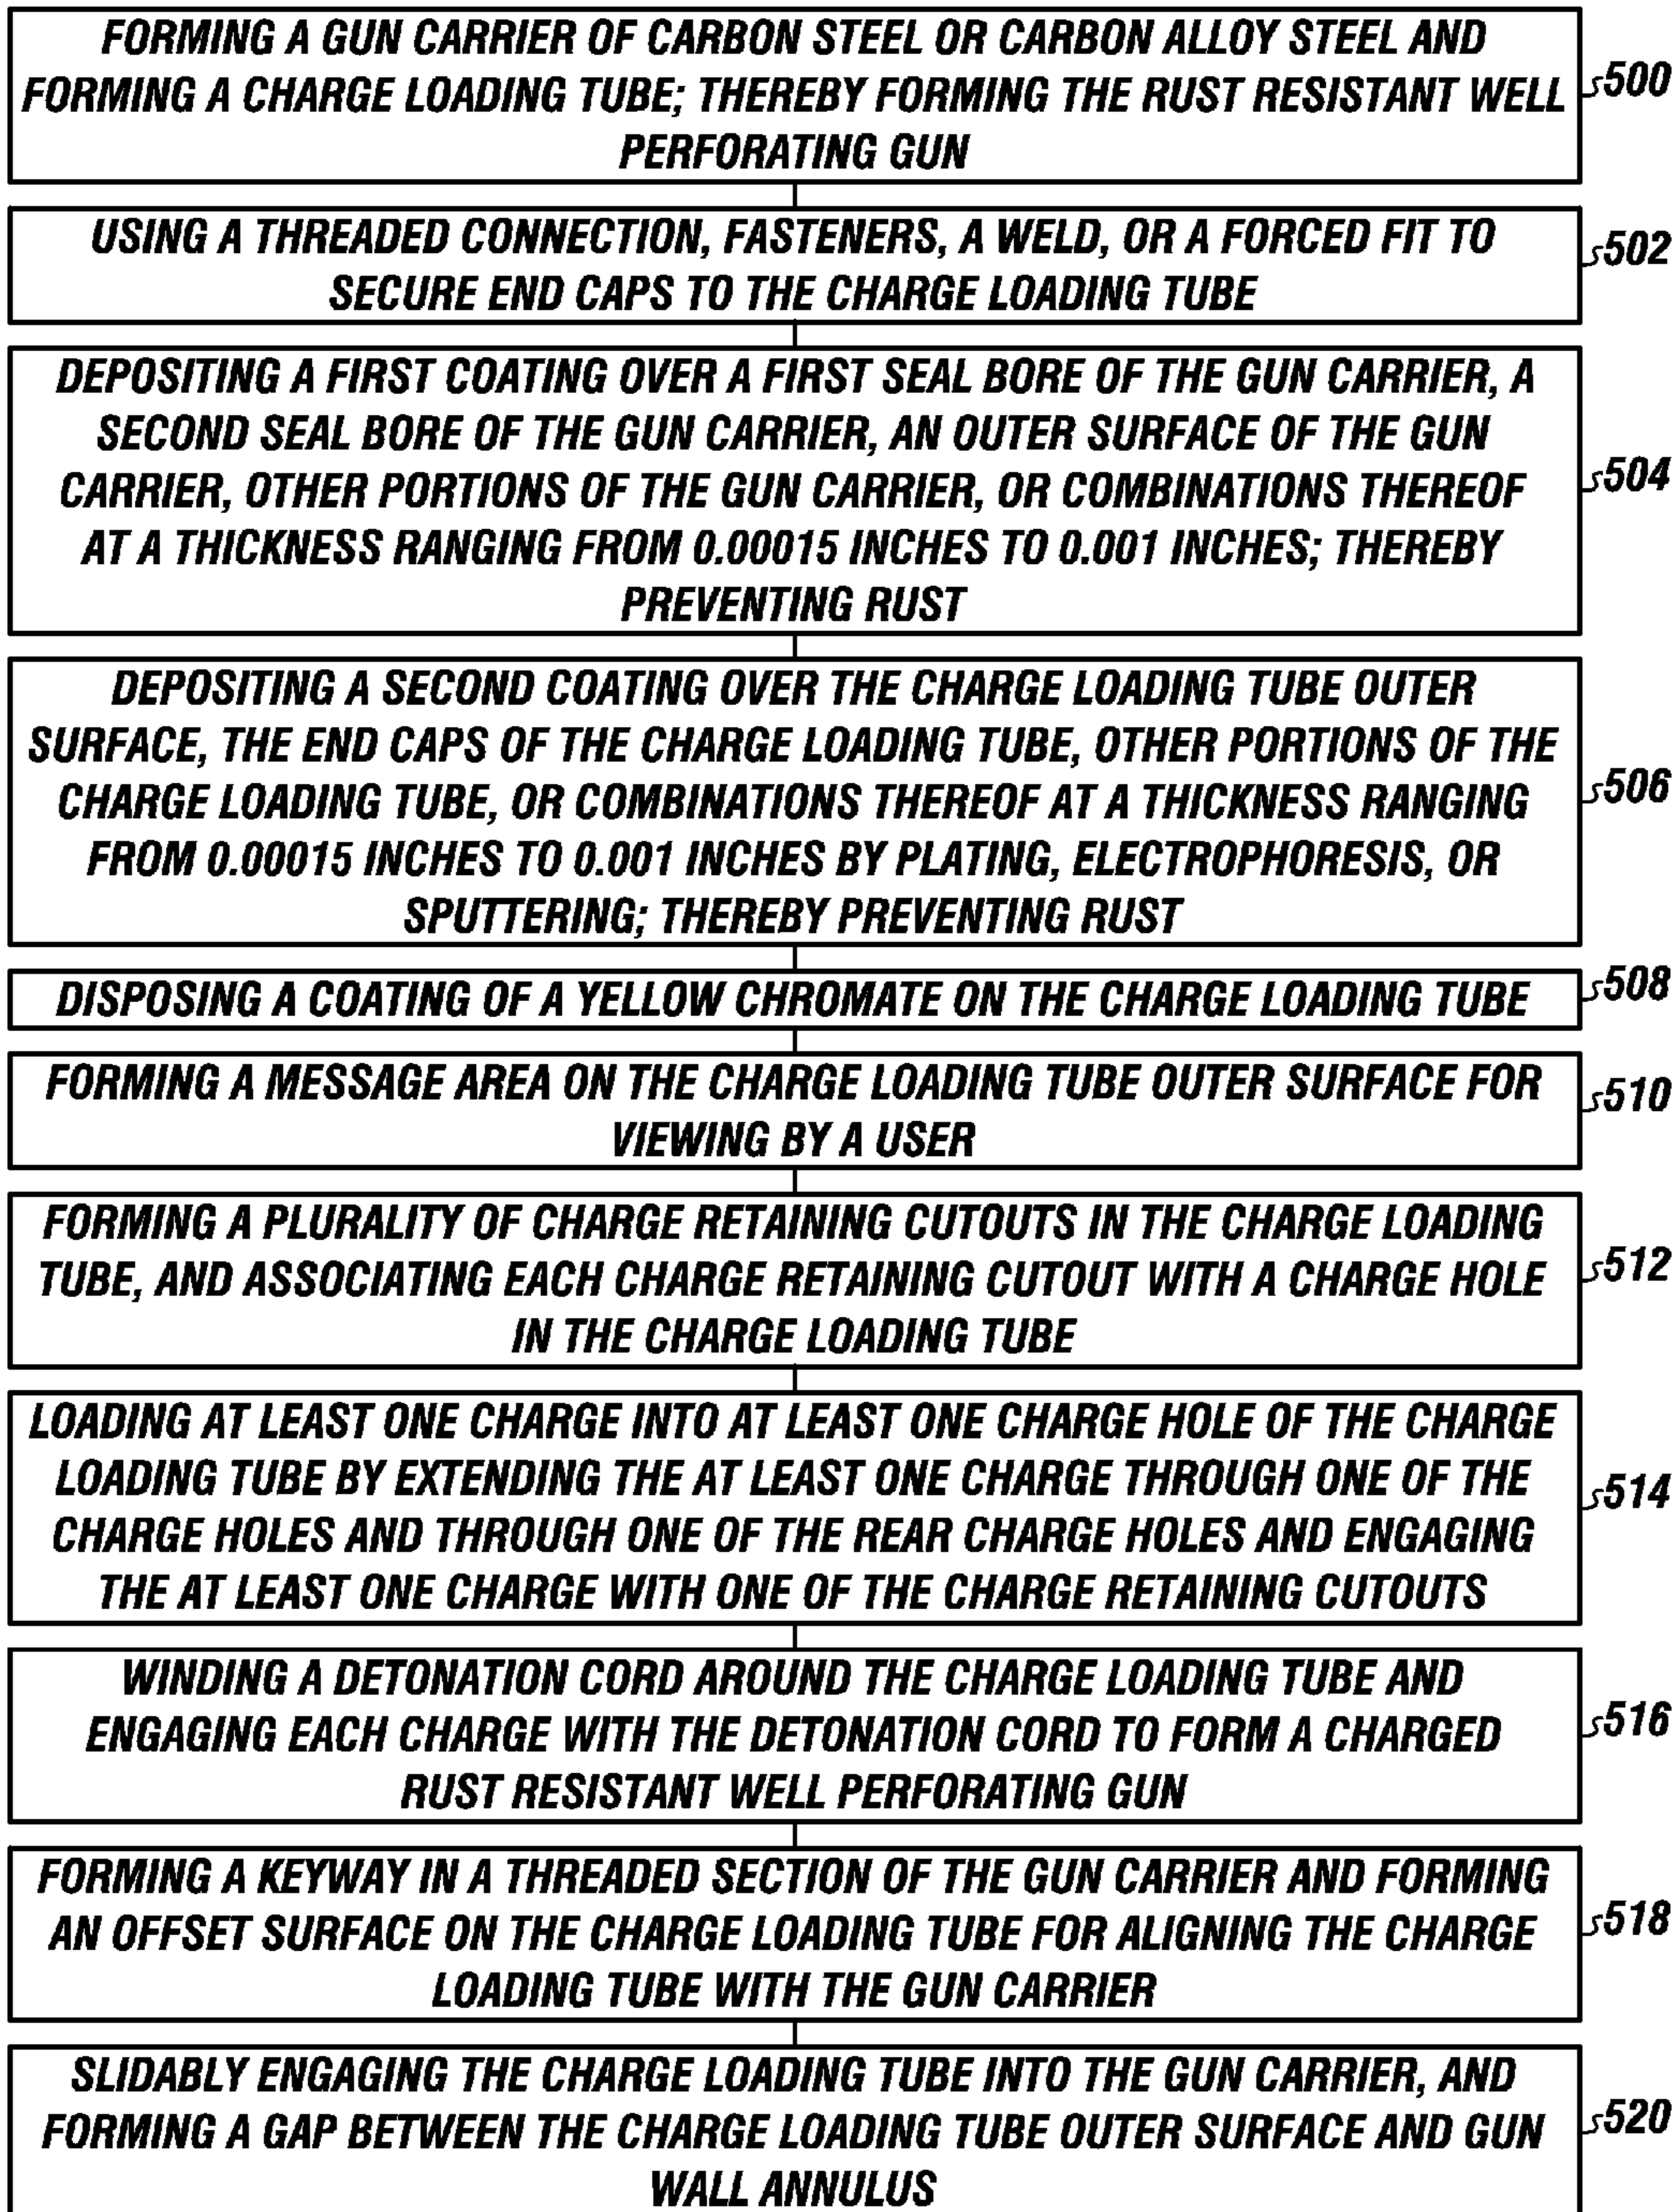 FORMING A GUN CARRIER OF CARBON STEEL OR CARBON ALLOY STEEL AND
FORMING A CHARGE LOADING TUBE; THEREBY FORMING THE RUST RESISTANT WELL
PERFORATING GUN
500
USING A THREADED CONNECTION, FASTENERS, A WELD, OR A FORCED FIT TO
SECURE END CAPS TO THE CHARGE LOADING TUBE
502
DEPOSITING A FIRST COATING OVER A FIRST SEAL BORE OF THE GUN CARRIER, A
SECOND SEAL BORE OF THE GUN CARRIER, AN OUTER SURFACE OF THE GUN
CARRIER, OTHER PORTIONS OF THE GUN CARRIER, OR COMBINATIONS THEREOF
AT A THICKNESS RANGING FROM 0.00015 INCHES TO 0.001 INCHES; THEREBY
PREVENTING RUST
504
DEPOSITING A SECOND COATING OVER THE CHARGE LOADING TUBE OUTER
SURFACE, THE END CAPS OF THE CHARGE LOADING TUBE, OTHER PORTIONS OF THE
CHARGE LOADING TUBE, OR COMBINATIONS THEREOF AT A THICKNESS RANGING
FROM 0.00015 INCHES TO 0.001 INCHES BY PLATING, ELECTROPHORESIS, OR
SPUTTERING; THEREBY PREVENTING RUST
506
DISPOSING A COATING OF A YELLOW CHROMATE ON THE CHARGE LOADING TUBE
508
FORMING A MESSAGE AREA ON THE CHARGE LOADING TUBE OUTER SURFACE FOR
VIEWING BY A USER
510
FORMING A PLURALITY OF CHARGE RETAINING CUTOUTS IN THE CHARGE LOADING
TUBE, AND ASSOCIATING EACH CHARGE RETAINING CUTOUT WITH A CHARGE HOLE
IN THE CHARGE LOADING TUBE
512
LOADING AT LEAST ONE CHARGE INTO AT LEAST ONE CHARGE HOLE OF THE CHARGE
LOADING TUBE BY EXTENDING THE AT LEAST ONE CHARGE THROUGH ONE OF THE
CHARGE HOLES AND THROUGH ONE OF THE REAR CHARGE HOLES AND ENGAGING
THE AT LEAST ONE CHARGE WITH ONE OF THE CHARGE RETAINING CUTOUTS
514
WINDING A DETONATION CORD AROUND THE CHARGE LOADING TUBE AND
ENGAGING EACH CHARGE WITH THE DETONATION CORD TO FORM A CHARGED
RUST RESISTANT WELL PERFORATING GUN
516
FORMING A KEYWAY IN A THREADED SECTION OF THE GUN CARRIER AND FORMING
AN OFFSET SURFACE ON THE CHARGE LOADING TUBE FOR ALIGNING THE CHARGE
LOADING TUBE WITH THE GUN CARRIER
518
SLIDABLY ENGAGING THE CHARGE LOADING TUBE INTO THE GUN CARRIER, AND
FORMING A GAP BETWEEN THE CHARGE LOADING TUBE OUTER SURFACE AND GUN
WALL ANNULUS
520